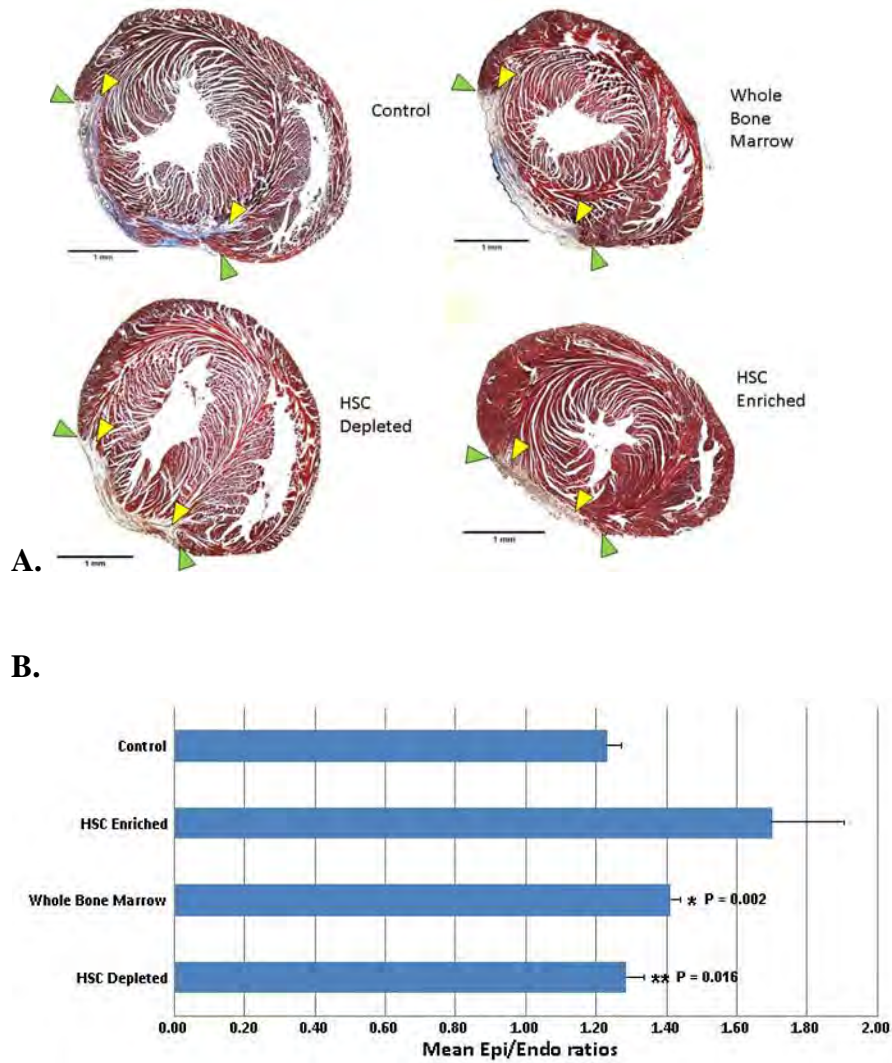 Control
Whole
Bone
Marrow
1 mm
1 mm
HSC
Depleted
HSC
Enriched
1 mm
1 mm
A.
B.
Control
HSC Enriched
Whole Bone Marrow
* P = 0.002
HSC Depleted
** P = 0.016
0.00 0.20 0.40 0.60 0.80 1.00 1.20 1.40 1.60 1.80 2.00
Mean Epi/Endo ratios